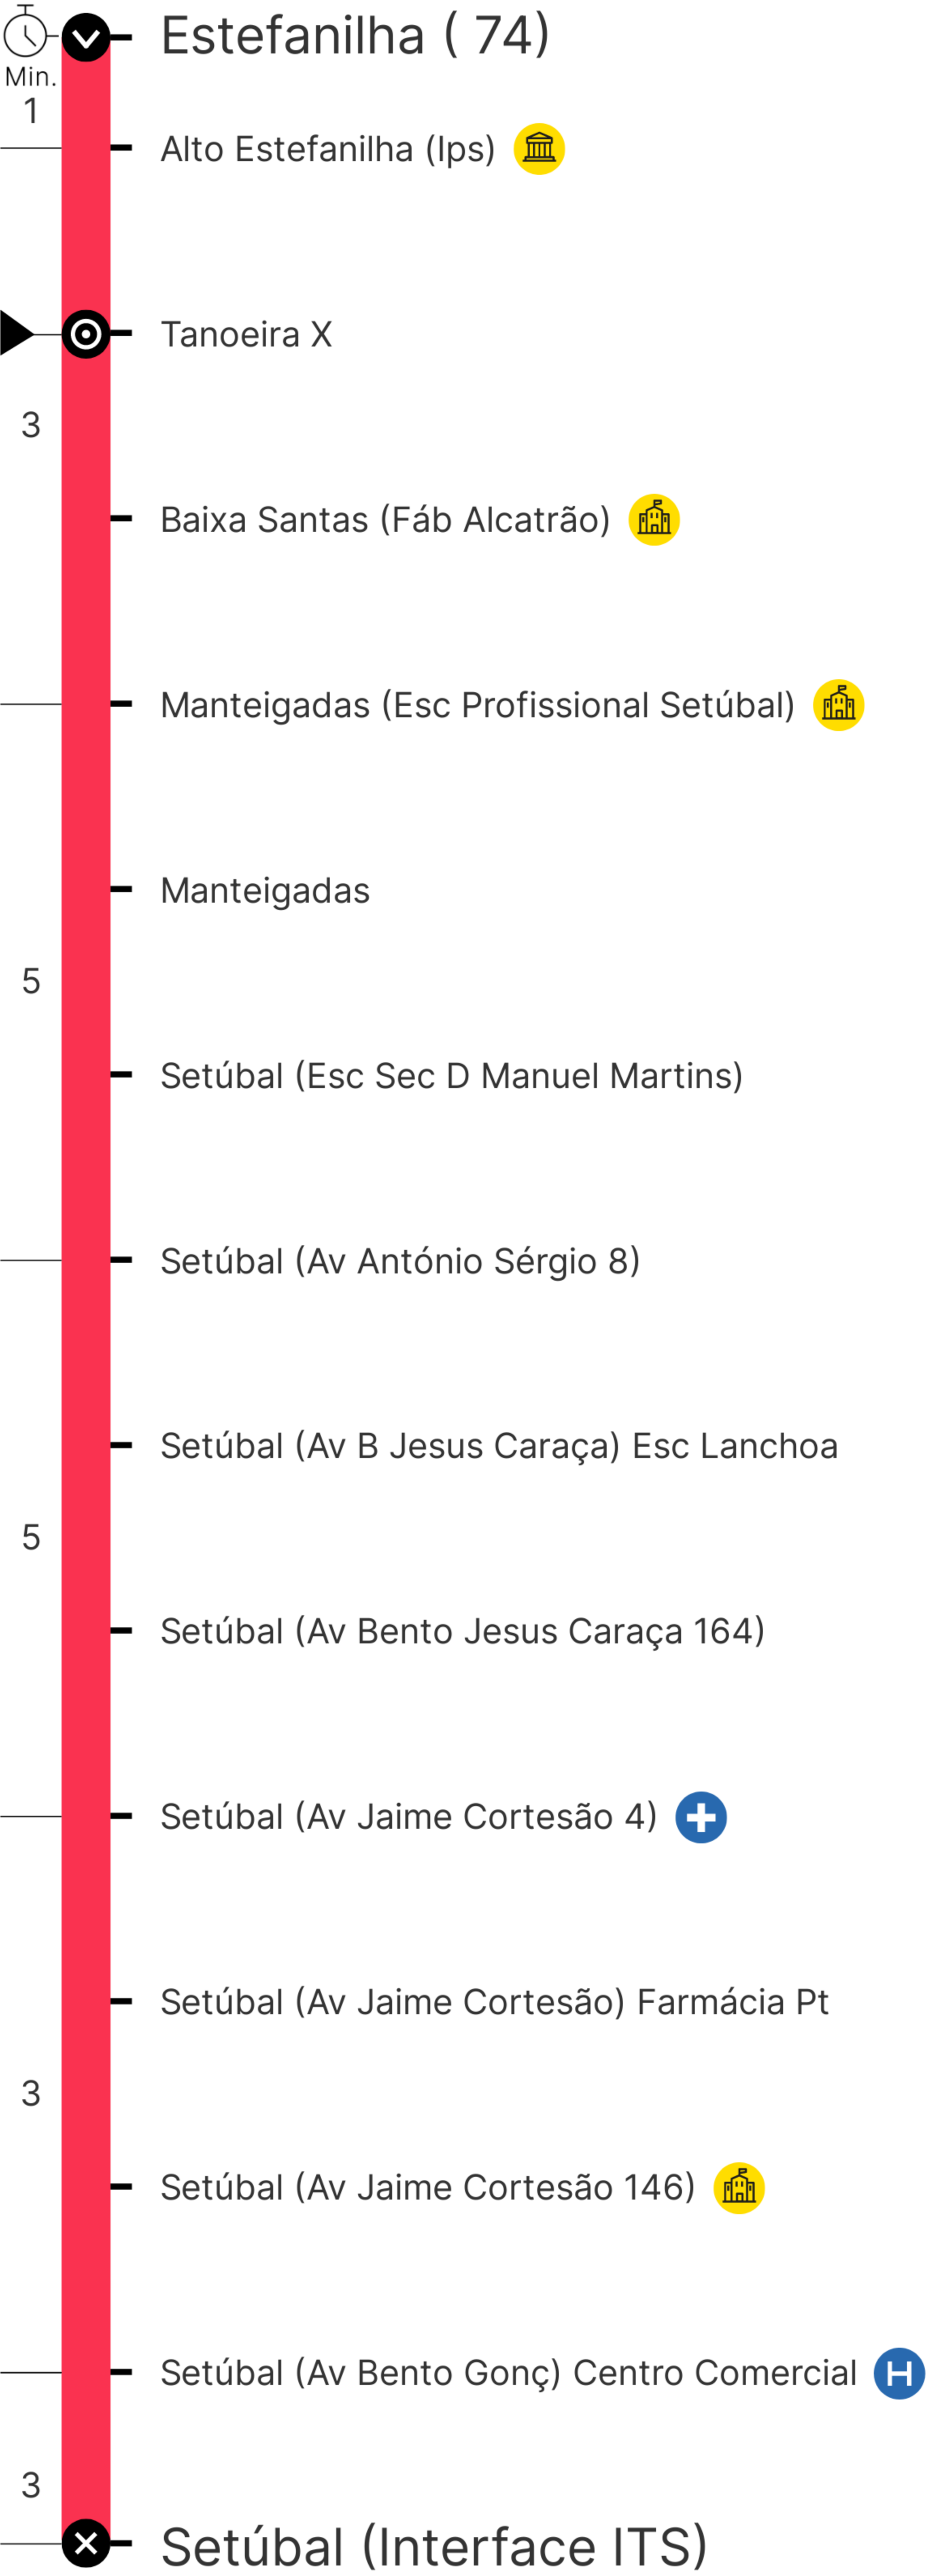 Estefanilha ( 74)
Min.
1
Alto Estefanilha (Ips)
Tanoeira X
3
Baixa Santas (Fáb Alcatrão)
Manteigadas (Esc Profissional Setúbal)
Manteigadas
5
Setúbal (Esc Sec D Manuel Martins)
Setúbal (Av António Sérgio 8)
Setúbal (Av B Jesus Caraça) Esc Lanchoa
5
Setúbal (Av Bento Jesus Caraça 164)
Setúbal (Av Jaime Cortesão 4)
Setúbal (Av Jaime Cortesão) Farmácia Pt
3
Setúbal (Av Jaime Cortesão 146)
Setúbal (Av Bento Gonç) Centro Comercial H
3
Setúbal (Interface ITS)